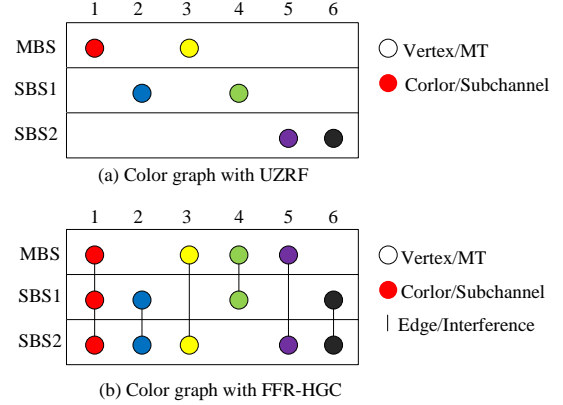 1 2 3 4 5 6
MBS
Vertex/MT
SBS1
Corlor/Subchannel
SBS2
(a) Color graph with UZRF
1 2 3 4 5 6
MBS
Vertex/MT
SBS1
Corlor/Subchannel
Edge/Interference
SBS2
(b) Color graph with FFR-HGC